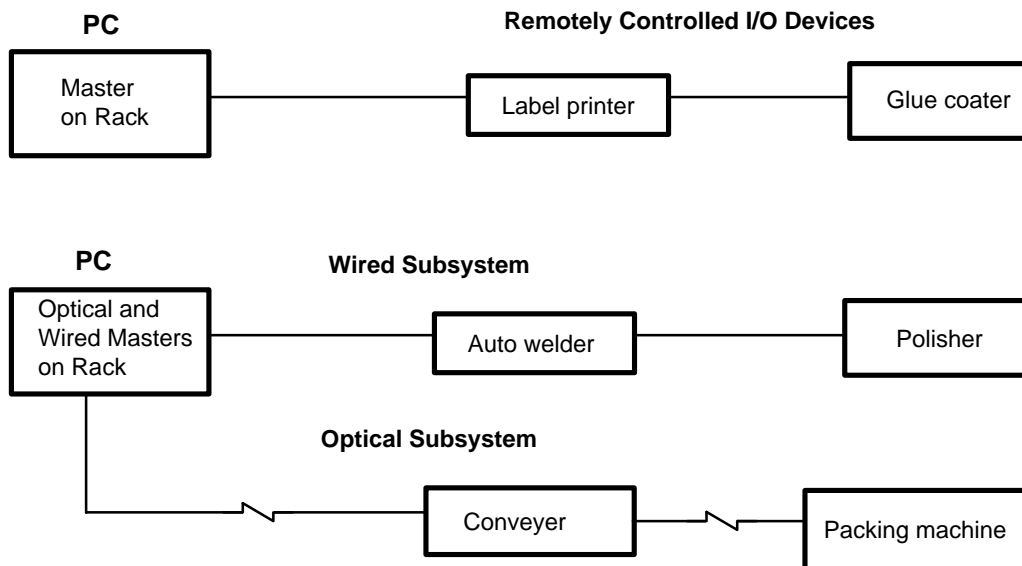 PC
Remotely Controlled I/O Devices
Master
on Rack
Label printer
Glue coater
PC
Wired Subsystem
Optical and
Wired Masters
on Rack
Auto welder
Polisher
Optical Subsystem
Conveyer
Packing machine